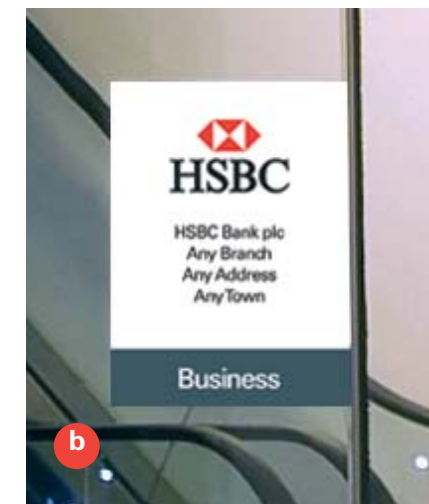 HSBC
HSBC Bank plc
Any Branch
Any Address
AnyTown
Business
b